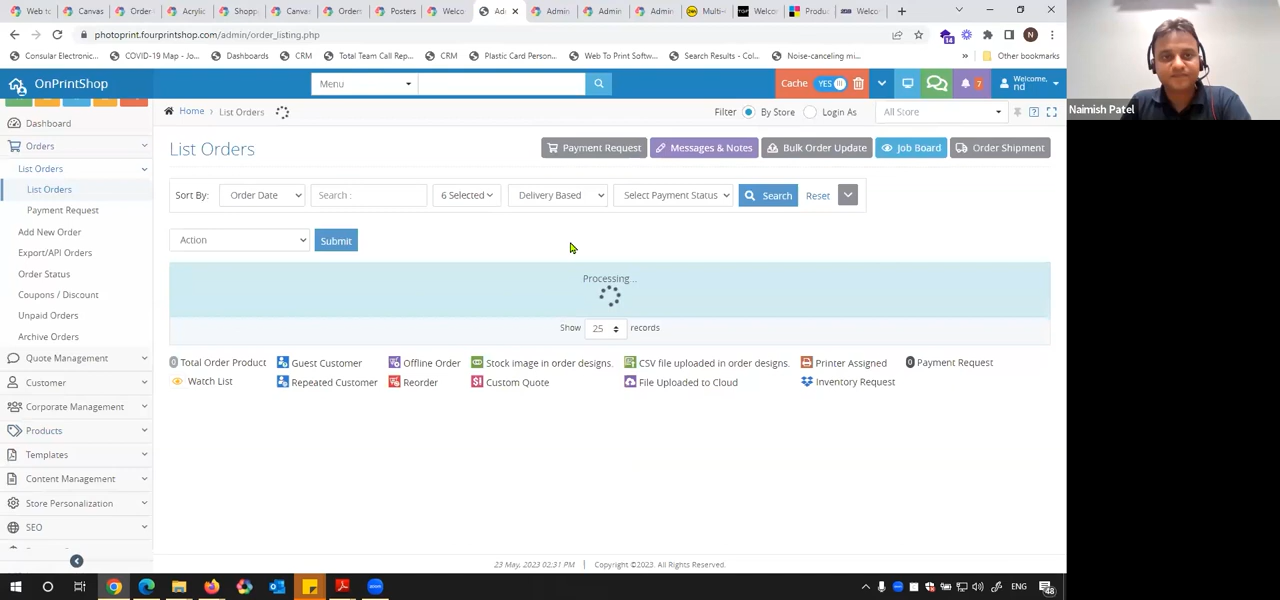 Web to
Canvas
Order
Acrylic
Shopp
Canva
Order
Posters
Welco
Ad
Admin
Admin
Admin
Multi-
Welco
Produ
Welco
photoprint.fourprintshop.com/admin/order_listing.php
N
Consular Electronic...
COVID-19 Map - Jo...
CRM
Dashboards
Total Team Call Rep...
CRM
Plastic Card Person...
Web To Print Softw...
Search Results - Col...
Noise-canceling mi...
»
Other bookmarks
OnPrintShop
Menu
Cache YES
7
Welcome, nd
Home > List Orders
Filter By Store Login As All Store
Dashboard
Orders
List Orders
List Orders
Payment Request
Add New Order
Export/API Orders
Order Status
Coupons / Discount
Unpaid Orders
Archive Orders
Quote Management
Customer
Corporate Management
Products
Templates
Content Management
Store Personalization
SEO
List Orders
Payment Request Messages & Notes Bulk Order Update Job Board Order Shipment
Sort By: Order Date Search : 6 Selected Delivery Based Select Payment Status Search Reset
Action Submit
Processing...
Show 25 records
0 Total Order Product Guest Customer Offline Order Stock image in order designs. CSV file uploaded in order designs. Printer Assigned 0 Payment Request
Watch List Repeated Customer Reorder Custom Quote File Uploaded to Cloud Inventory Request
23 May, 2023 02:31 PM | Copyright ©2023. All Rights Reserved.
Naimish Patel
ENG
48